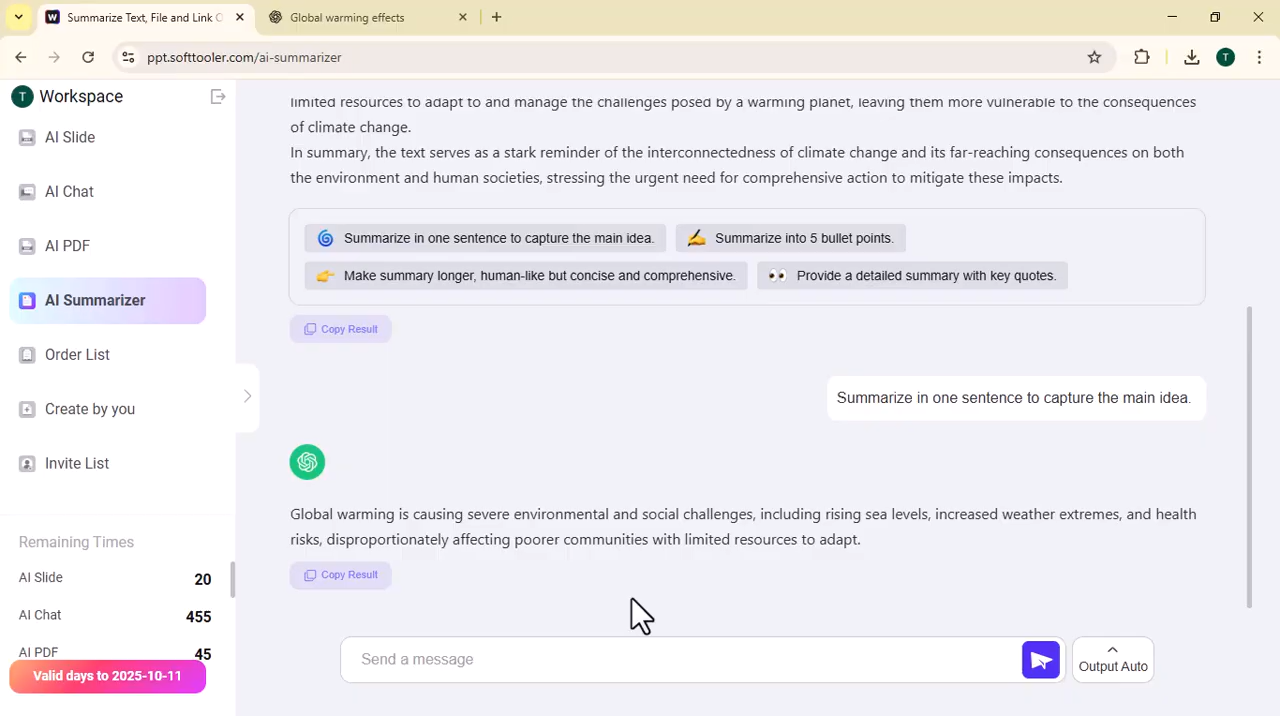 Summarize Text, File and Link C
Global warming effects
ppt.softtooler.com/ai-summarizer
T
T
Workspace
AI Slide
AI Chat
AI PDF
AI Summarizer
Order List
Create by you
Invite List
Remaining Times
AI Slide 20
AI Chat 455
AI PDF 45
Valid days to 2025-10-11
limited resources to adapt to and manage the challenges posed by a warming planet, leaving them more vulnerable to the consequences
of climate change.
In summary, the text serves as a stark reminder of the interconnectedness of climate change and its far-reaching consequences on both
the environment and human societies, stressing the urgent need for comprehensive action to mitigate these impacts.
Summarize in one sentence to capture the main idea.
Summarize into 5 bullet points.
Make summary longer, human-like but concise and comprehensive.
Provide a detailed summary with key quotes.
Copy Result
Summarize in one sentence to capture the main idea.
Global warming is causing severe environmental and social challenges, including rising sea levels, increased weather extremes, and health
risks, disproportionately affecting poorer communities with limited resources to adapt.
Copy Result
Send a message
Output Auto